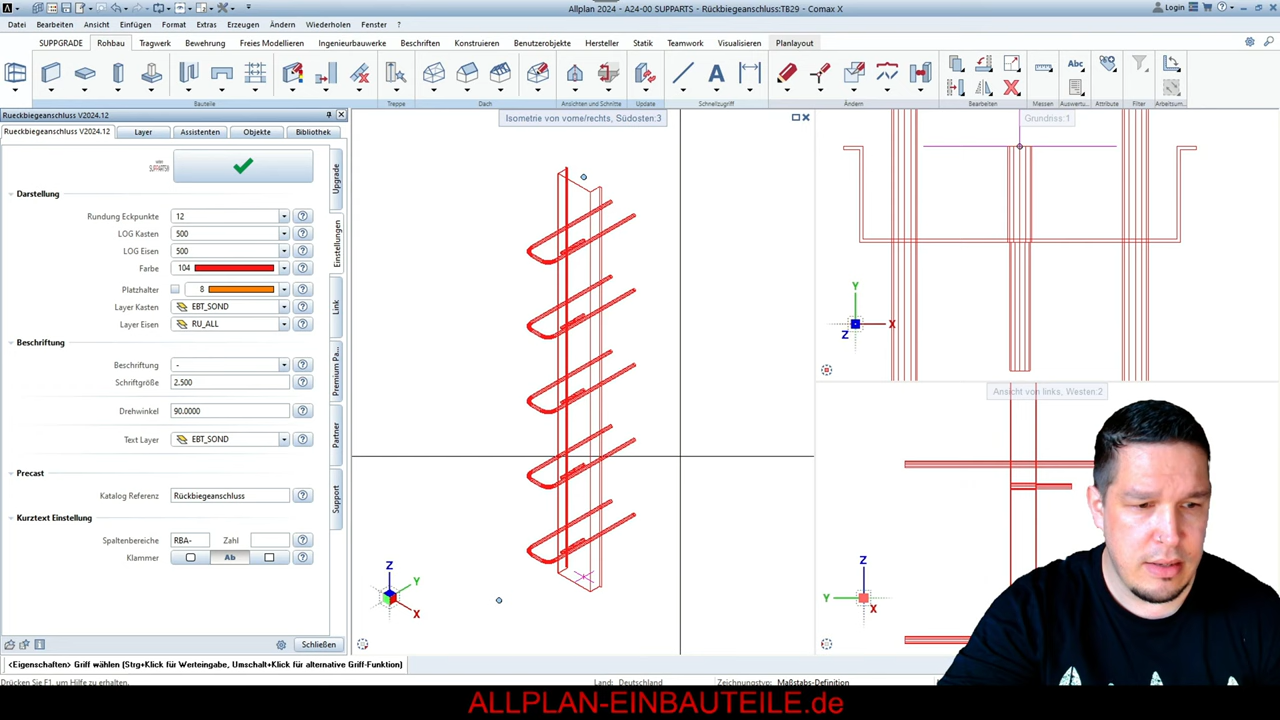 Allplan 2024 - A24-00 SUPPARTS - Rückbiegeanschluss:TB29 - Comax X
Login
Datei Bearbeiten Ansicht Einfügen Format Extras Erzeugen Ändern Wiederholen Fenster ?
SUPPGRADE Rohbau Tragwerk Bewehrung Freies Modellieren Ingenieurbauwerke Beschriften Konstruieren Benutzerobjekte Hersteller Statik Teamwork Visualisieren Planlayout
Abc
Bauteile Treppe Dach Ansichten und Schnitte Update Schnellzugriff Ändern Bearbeiten Messen Auswertu... Attribute Filter Arbeitsum...
Rueckbiegeanschluss V2024.12
Rueckbiegeanschluss V2024.12 Layer Assistenten Objekte Bibliothek
Isometrie von vorne/rechts, Südosten:3
Grundriss:1
Ansicht von links, Westen:2
Darstellung
Rundung Eckpunkte 12
LOG Kasten 500
LOG Eisen 500
Farbe 104
Platzhalter 8
Layer Kasten EBT_SOND
Layer Eisen RU_ALL
Beschriftung
Beschriftung -
Schriftgröße 2.500
Drehwinkel 90.0000
Text Layer EBT_SOND
Precast
Katalog Referenz Rückbiegeanschluss
Kurztext Einstellung
Spaltenbereiche RBA- Zahl
Klammer Ab
Upgrade
Einstellungen
Link
Premium Pa...
Partner
Support
Z
Y
X
Y
X
Z
Z
Y
X
Schließen
<Eigenschaften> Griff wählen (Strg+Klick für Werteingabe, Umschalt+Klick für alternative Griff-Funktion)
Drücken Sie F1, um Hilfe zu erhalten. Land: Deutschland Zeichnungstyp: Maßstabs-Definition
ALLPLAN-EINBAUTEILE.de